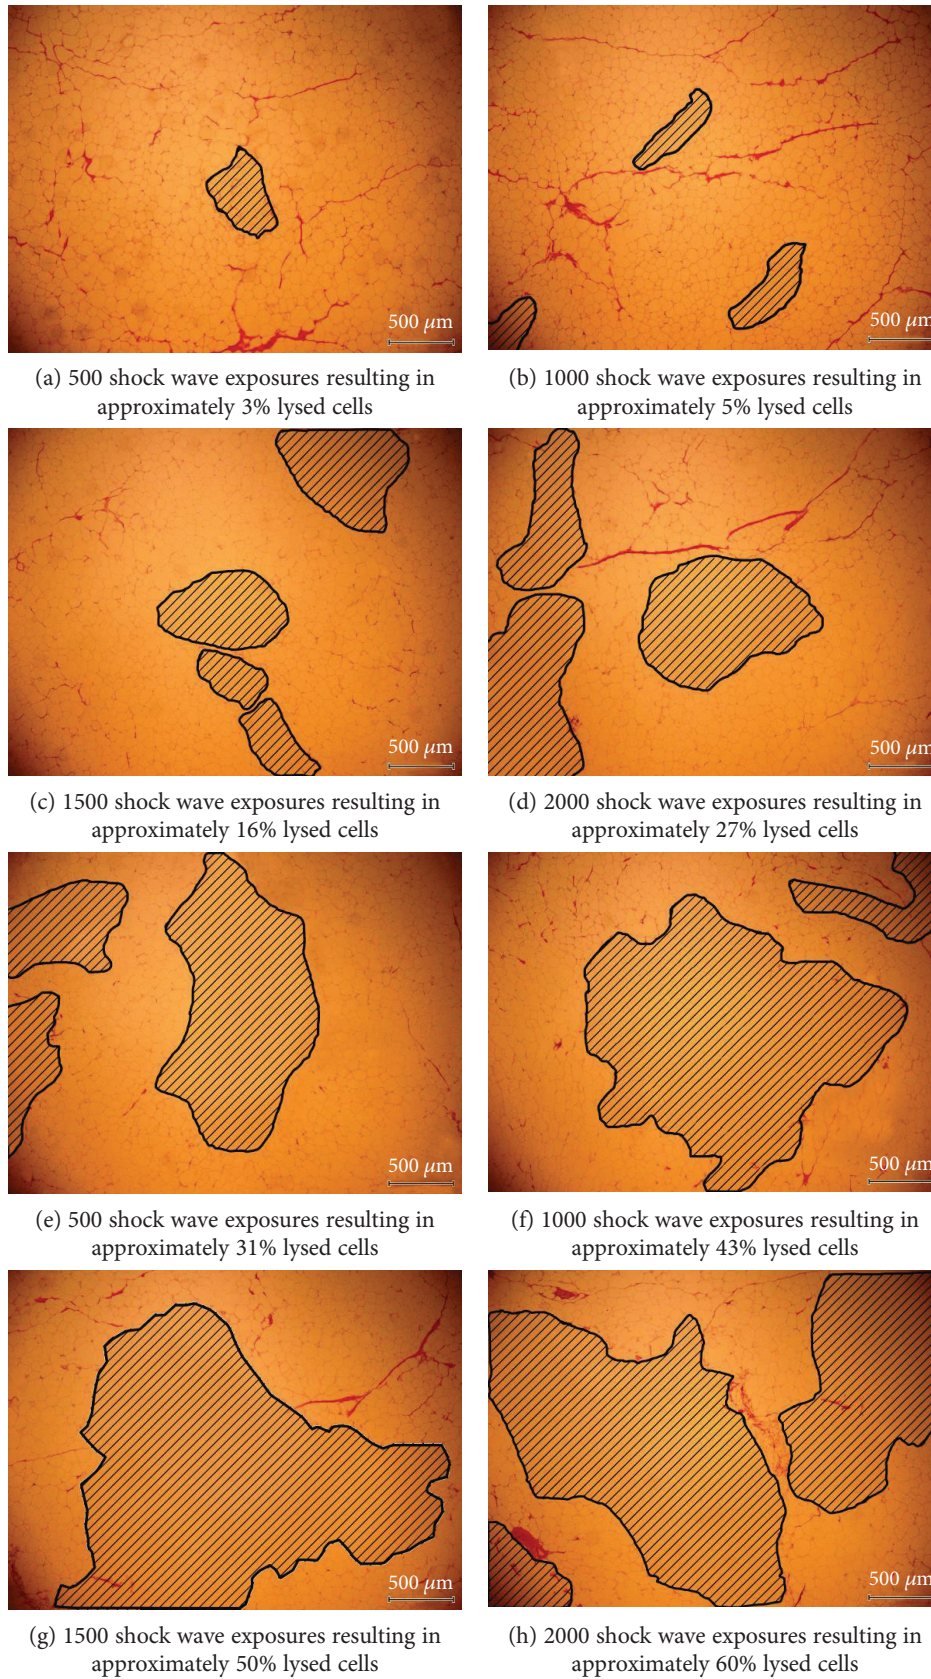 500 μm
500 μm
(a) 500 shock wave exposures resulting in
approximately 3% lysed cells
(b) 1000 shock wave exposures resulting in
approximately 5% lysed cells
500 μm
500 μm
(c) 1500 shock wave exposures resulting in
approximately 16% lysed cells
(d) 2000 shock wave exposures resulting in
approximately 27% lysed cells
500 μm
500 μm
(e) 500 shock wave exposures resulting in
approximately 31% lysed cells
(f) 1000 shock wave exposures resulting in
approximately 43% lysed cells
500 μm
500 μm
(g) 1500 shock wave exposures resulting in
approximately 50% lysed cells
(h) 2000 shock wave exposures resulting in
approximately 60% lysed cells